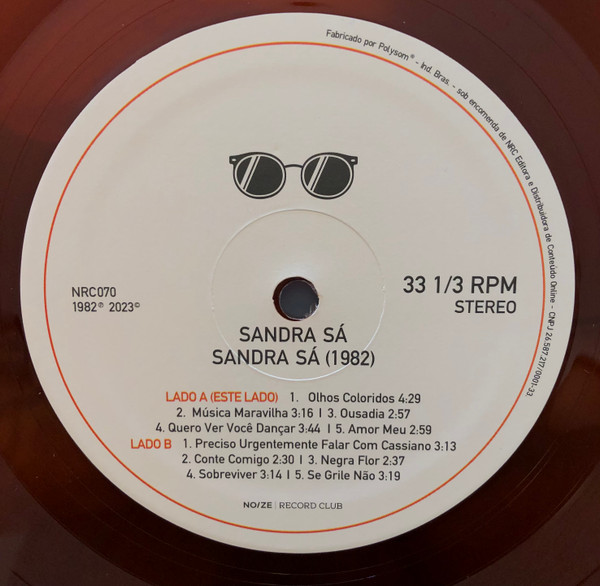 Fabricado por Polysom® - Ind. Bras. - sob encomenda de NRC Editora e Distribuidora de Conteúdo Online - CNPJ 26.587.217/0001-33.
NRC070
1982℗ 2023©
33 1/3 RPM
STEREO
SANDRA SÁ
SANDRA SÁ (1982)
LADO A (ESTE LADO) 1. Olhos Coloridos 4:29
2. Música Maravilha 3:16 | 3. Ousadia 2:57
4. Quero Ver Você Dançar 3:44 | 5. Amor Meu 2:59
LADO B 1. Preciso Urgentemente Falar Com Cassiano 3:13
2. Conte Comigo 2:30 | 3. Negra Flor 2:37
4. Sobreviver 3:14 | 5. Se Grile Não 3:19
NO/ZE | RECORD CLUB